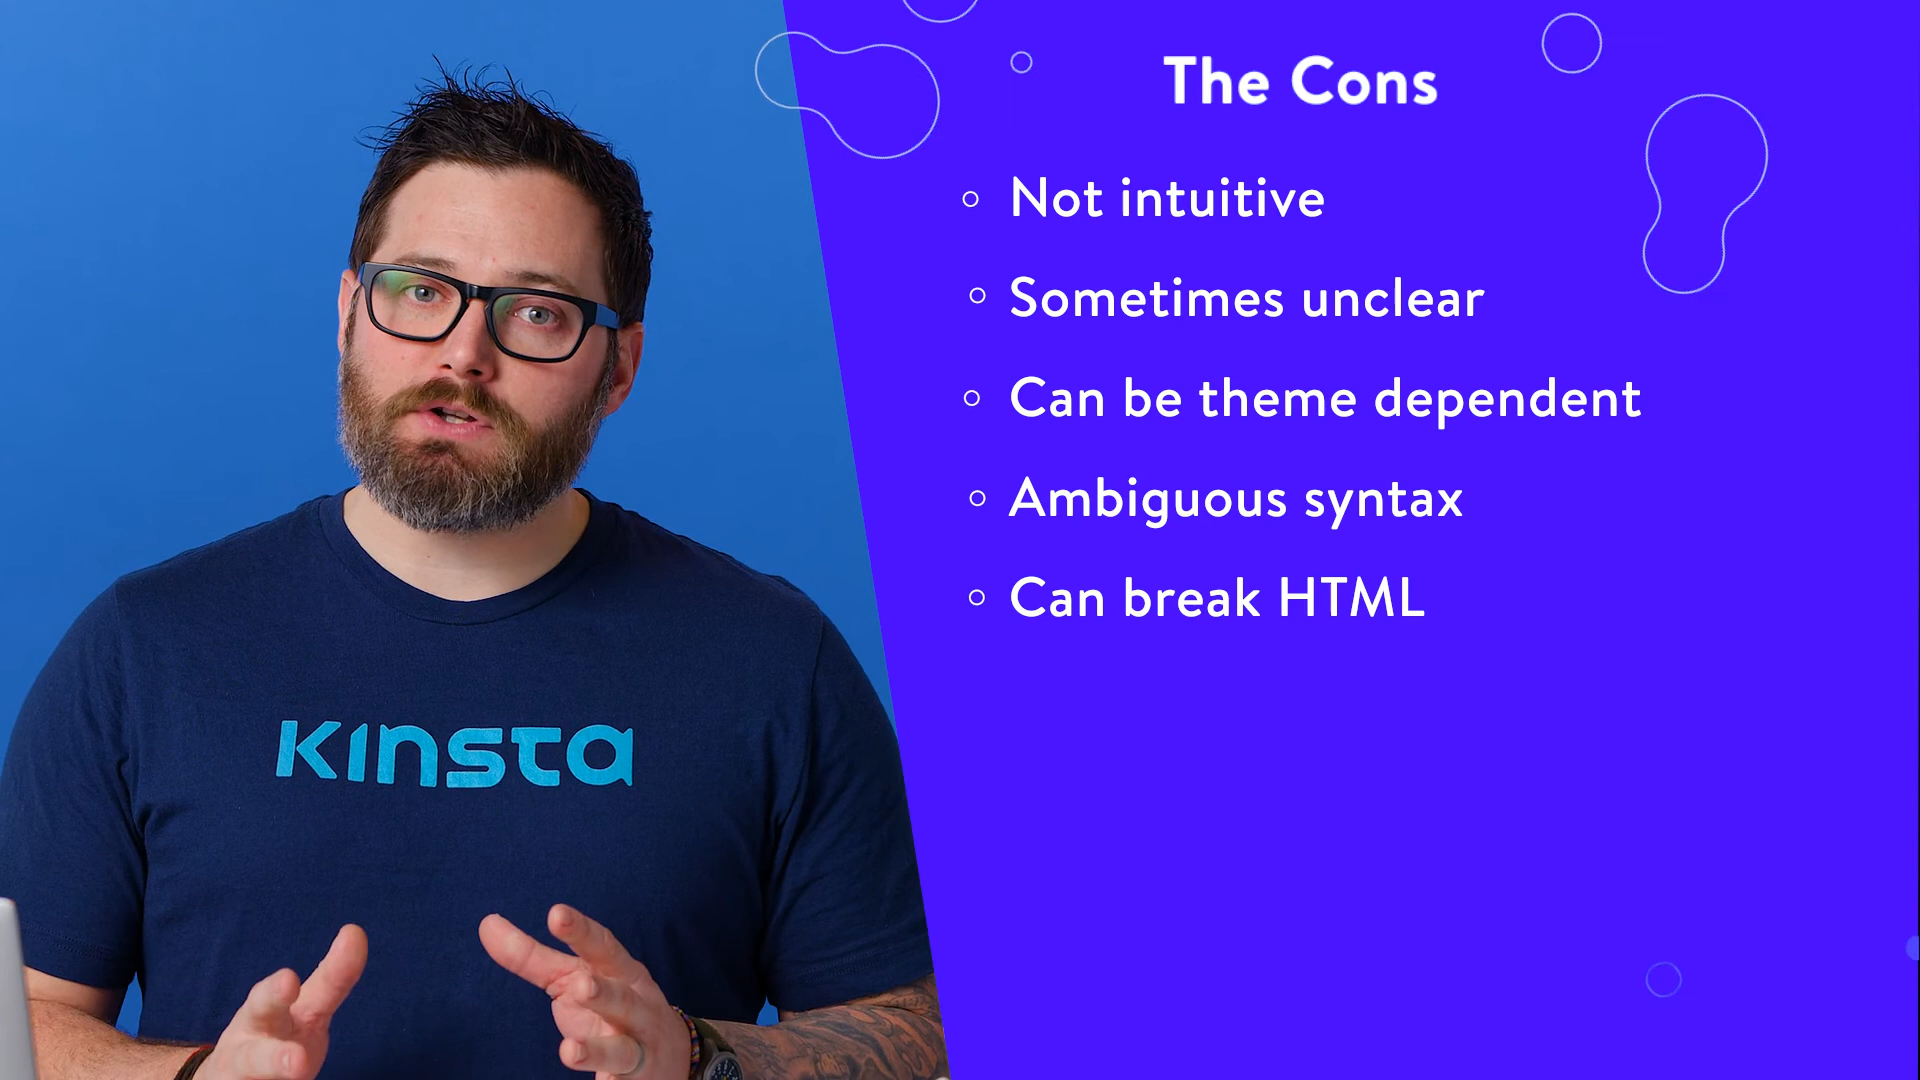 The Cons
Not intuitive
Sometimes unclear
Can be theme dependent
Ambiguous syntax
Can break HTML
KINSTA